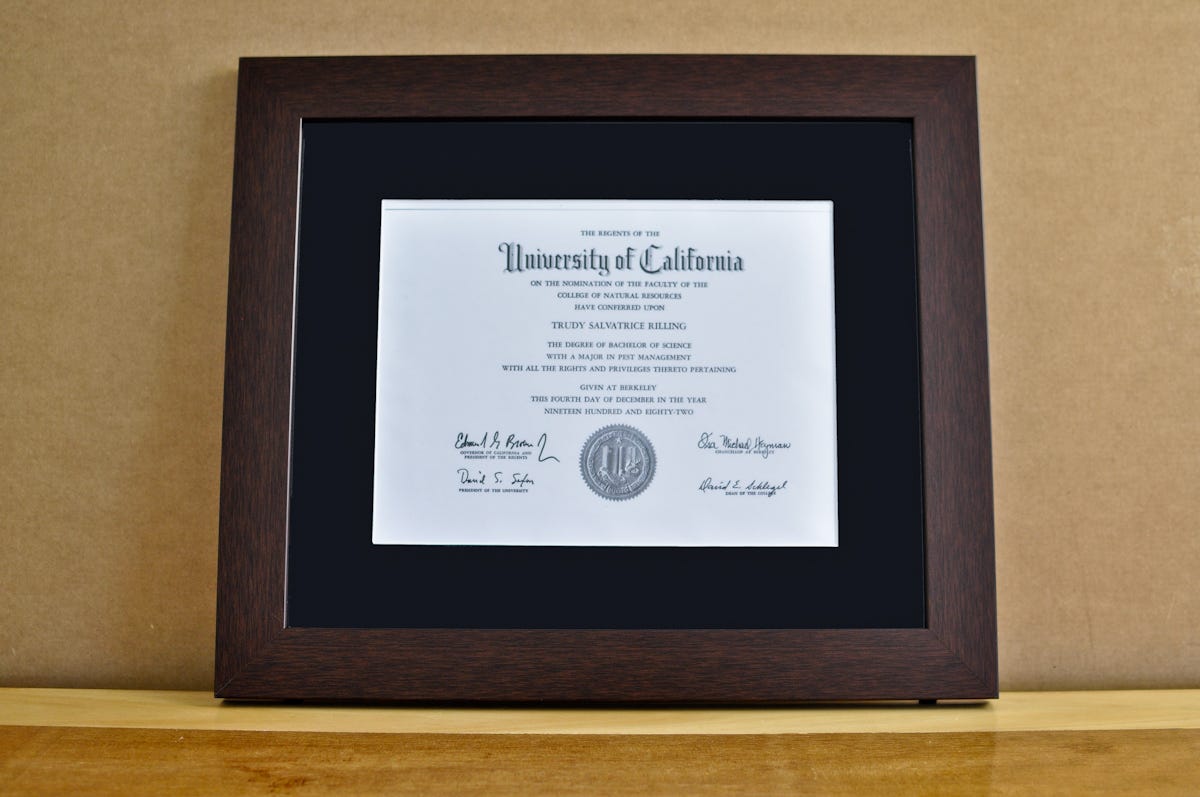 THE REGENTS OF THE
University of California
ON THE NOMINATION OF THE FACULTY OF THE
COLLEGE OF NATURAL RESOURCES
HAVE CONFERRED UPON
TRUDY SALVATRICE RILLING
THE DEGREE OF BACHELOR OF SCIENCE
WITH A MAJOR IN PEST MANAGEMENT
WITH ALL THE RIGHTS AND PRIVILEGES THERETO PERTAINING
GIVEN AT BERKELEY
THIS FOURTH DAY OF DECEMBER IN THE YEAR
NINETEEN HUNDRED AND EIGHTY-TWO
Edmund G. Brown Jr.
GOVERNOR OF CALIFORNIA AND
PRESIDENT OF THE REGENTS
David S. Saxon
PRESIDENT OF THE UNIVERSITY
Ira Michael Heyman
CHANCELLOR AT BERKELEY
David E. Schlegel
DEAN OF THE COLLEGE